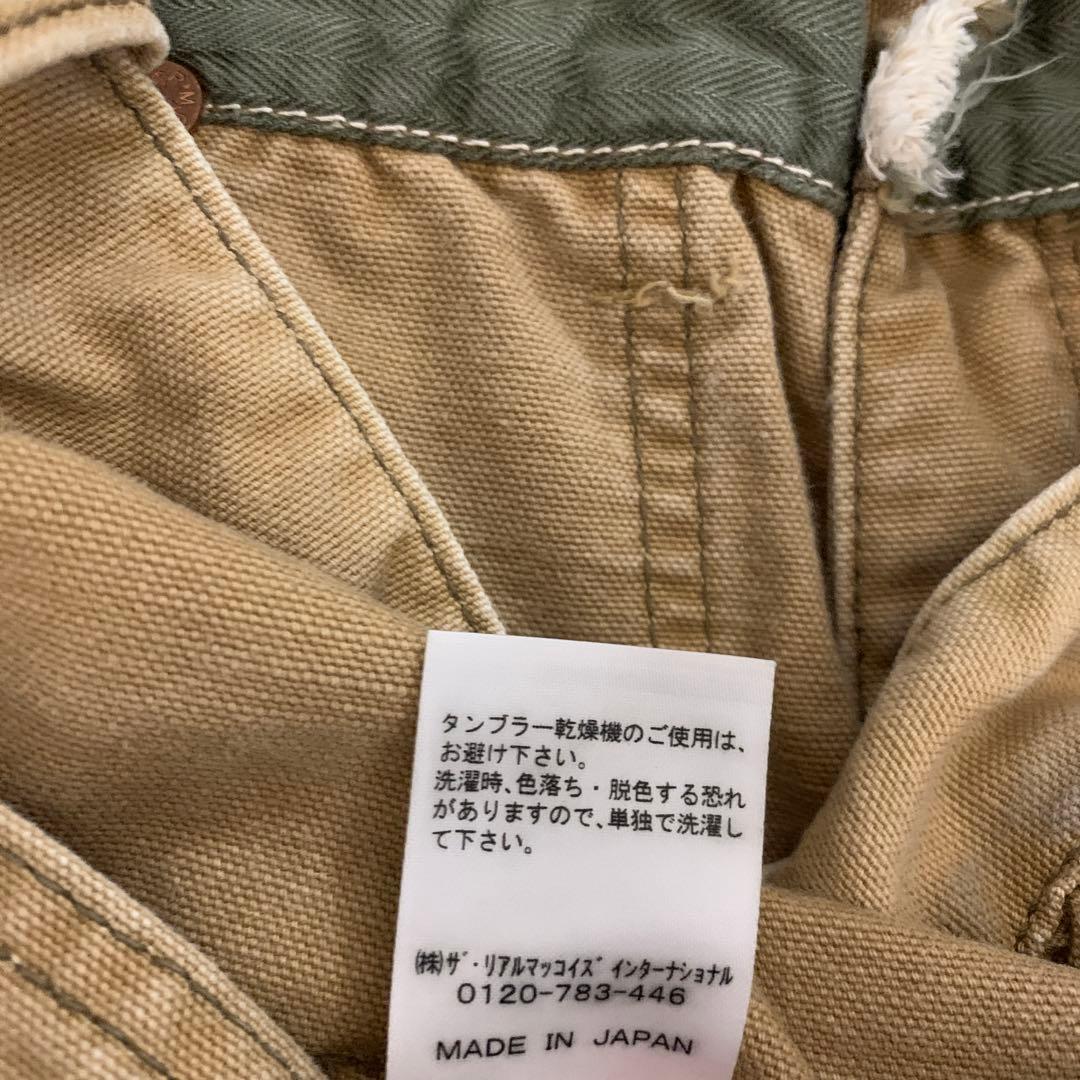 タンブラー乾燥機のご使用は、
お避け下さい。
洗濯時、色落ち・脱色する恐れ
がありますので、単独で洗濯し
て下さい。
㈱ｻﾞ・ﾘｱﾙﾏｯｺｲｽﾞ ｲﾝﾀｰﾅｼｮﾅﾙ
0120-783-446
MADE IN JAPAN